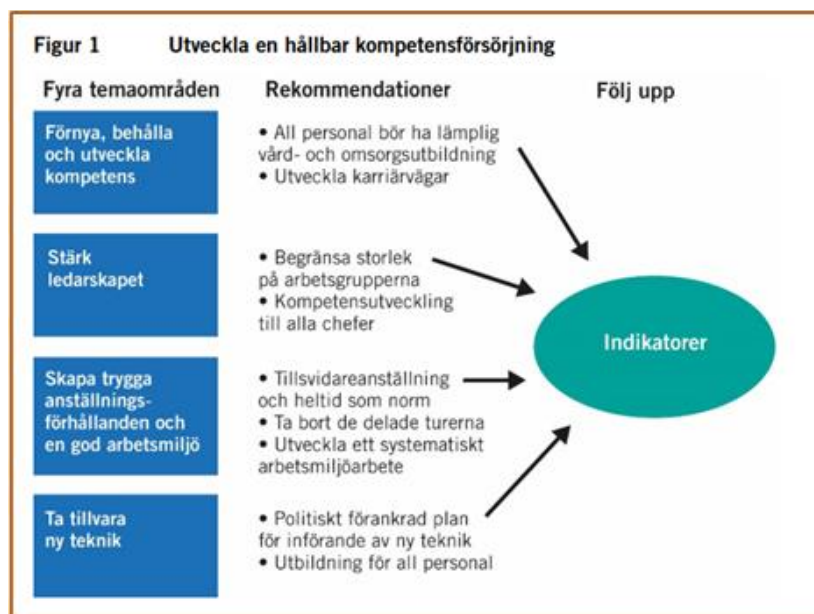 Figur 1 Utveckla en hållbar kompetensförsörjning
Fyra temaområden
Rekommendationer
Följ upp
Förnya, behålla
och utveckla
kompetens
• All personal bör ha lämplig
vård- och omsorgsutbildning
• Utveckla karriärvägar
Stärk
ledarskapet
• Begränsa storlek
på arbetsgrupperna
• Kompetensutveckling
till alla chefer
Skapa trygga
anställnings-
förhållanden och
en god arbetsmiljö
• Tillsvidareanställning
och heltid som norm
• Ta bort de delade turerna
• Utveckla ett systematiskt
arbetsmiljöarbete
Ta tillvara
ny teknik
• Politiskt förankrad plan
för införande av ny teknik
• Utbildning för all personal
Indikatorer